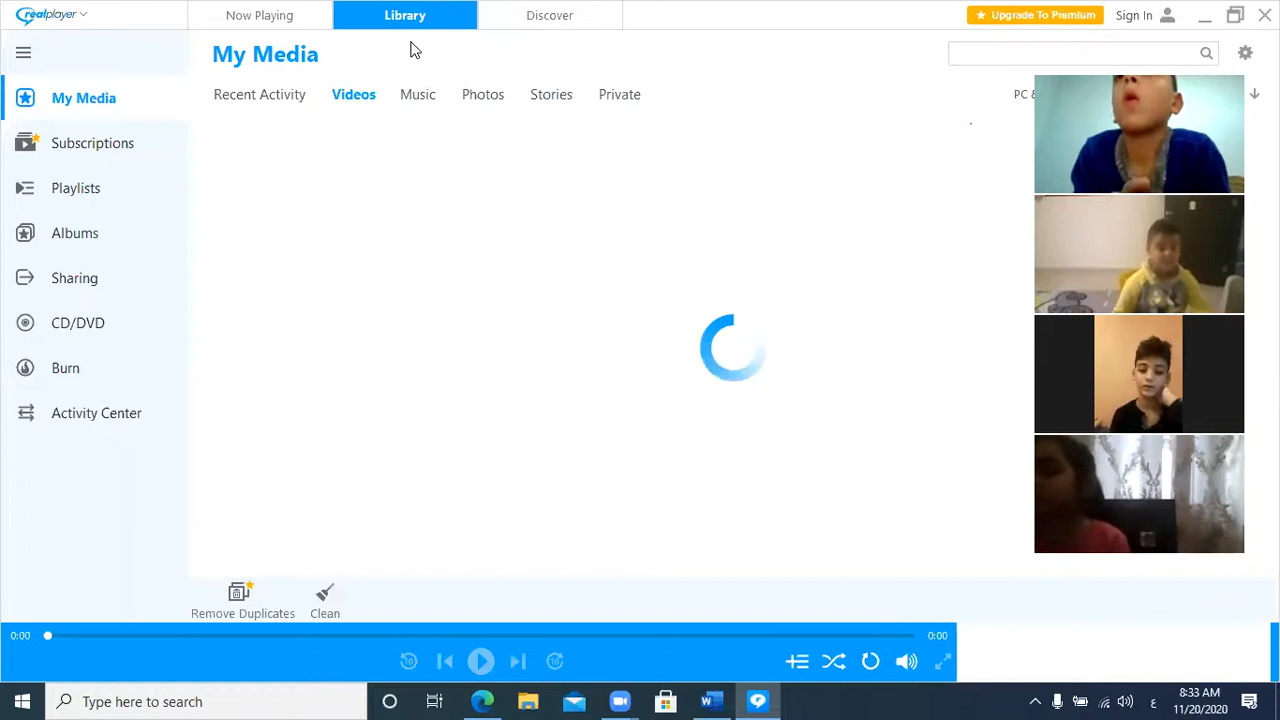 realplayer
Now Playing
Library
Discover
Upgrade To Premium
Sign In
My Media
My Media
Recent Activity
Videos
Music
Photos
Stories
Private
PC &
Subscriptions
Playlists
Albums
Sharing
CD/DVD
Burn
Activity Center
Remove Duplicates
Clean
0:00
0:00
10
10
Type here to search
W
ع
8:33 AM
11/20/2020